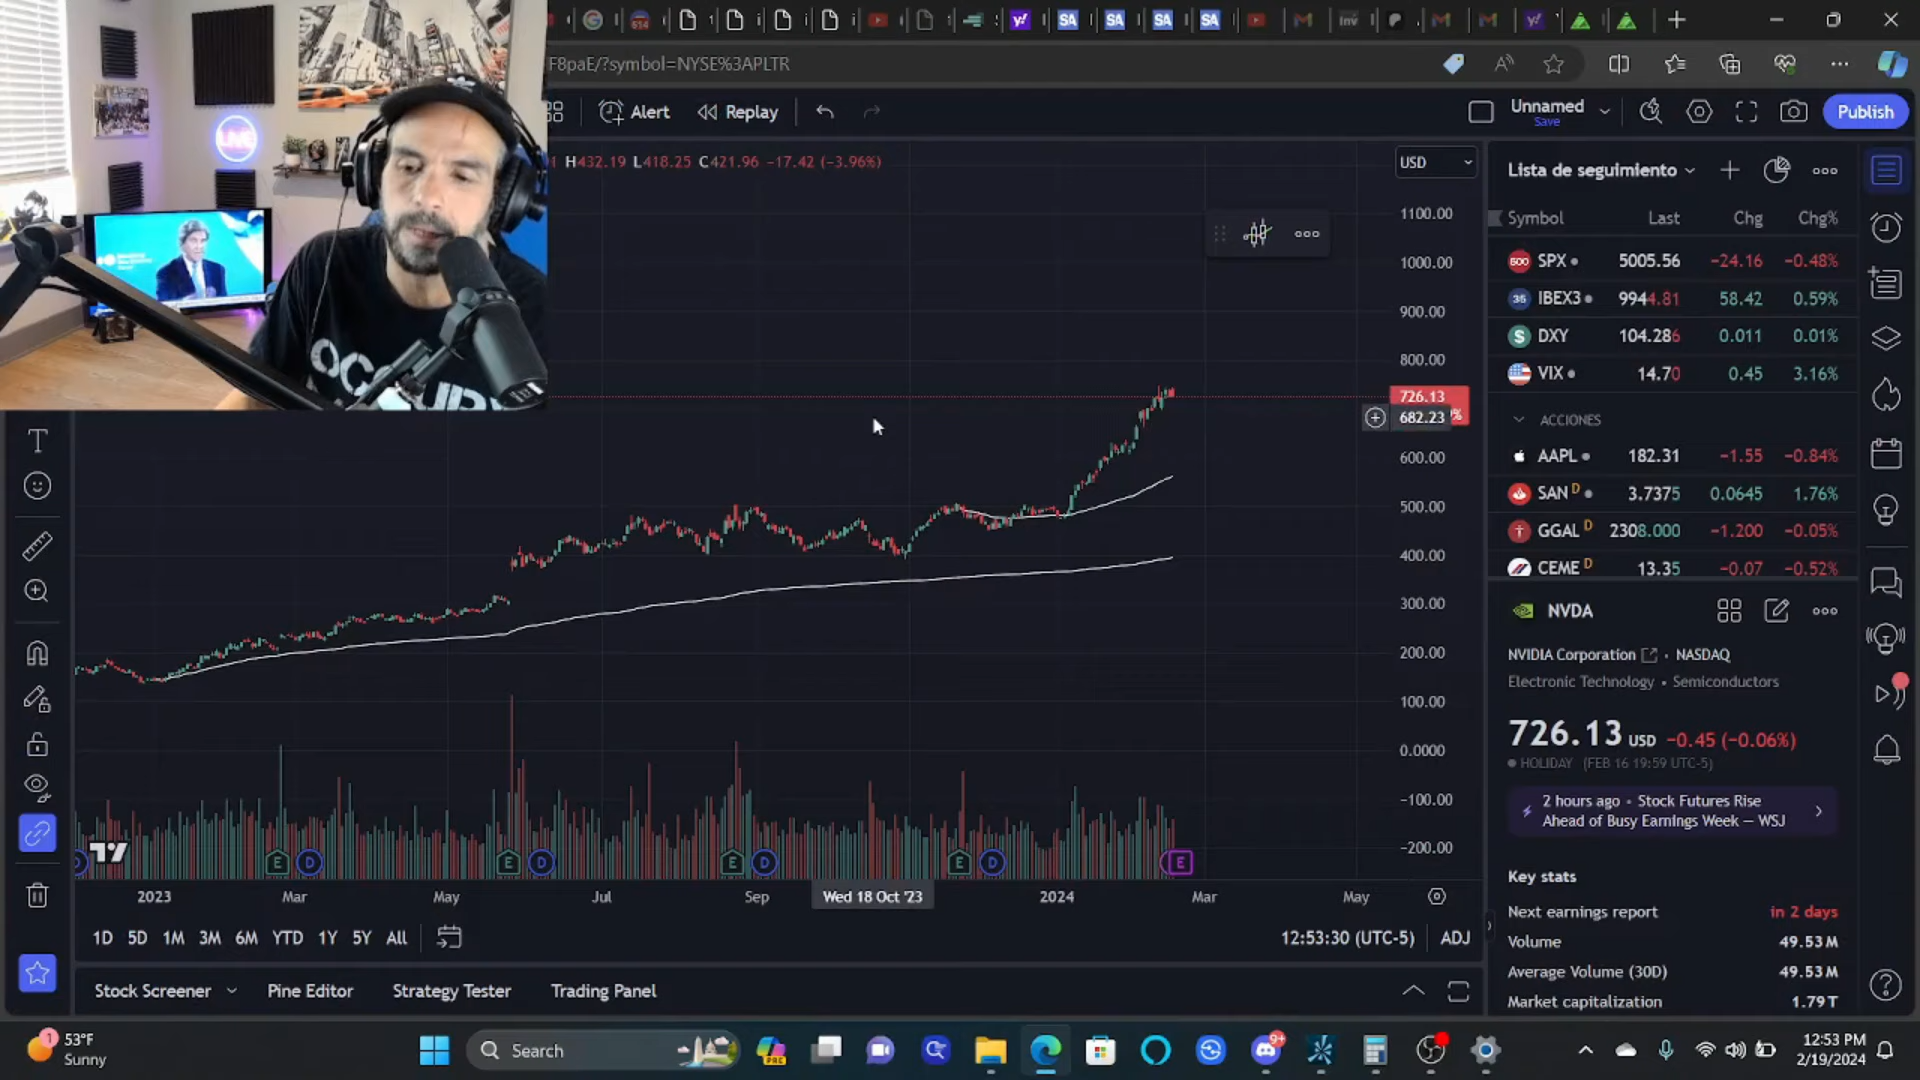 F8paE/?symbol=NYSE%3APLTR
Alert
Replay
Unnamed
Save
Publish
H432.19 L418.25 C421.96 −17.42 (−3.96%)
USD
LIVE
1100.00
1000.00
900.00
800.00
726.13
682.23
600.00
500.00
400.00
300.00
200.00
100.00
0.0000
−100.00
−200.00
E D E D E D E D E
2023 Mar May Jul Sep Wed 18 Oct '23 2024 Mar May
1D 5D 1M 3M 6M YTD 1Y 5Y All
12:53:30 (UTC-5) ADJ
Stock Screener Pine Editor Strategy Tester Trading Panel
Lista de seguimiento
Symbol Last Chg Chg%
SPX 5005.56 −24.16 −0.48%
IBEX3 9944.81 58.42 0.59%
DXY 104.286 0.011 0.01%
VIX 14.70 0.45 3.16%
ACCIONES
AAPL 182.31 −1.55 −0.84%
SAN D 3.7375 0.0645 1.76%
GGAL D 2308.000 −1.200 −0.05%
CEME D 13.35 −0.07 −0.52%
NVDA
NVIDIA Corporation • NASDAQ
Electronic Technology • Semiconductors
726.13 USD −0.45 (−0.06%)
HOLIDAY (FEB 16 19:59 UTC-5)
2 hours ago • Stock Futures Rise
Ahead of Busy Earnings Week — WSJ
Key stats
Next earnings report in 2 days
Volume 49.53M
Average Volume (30D) 49.53M
Market capitalization 1.79T
53°F
Sunny
Search
12:53 PM
2/19/2024